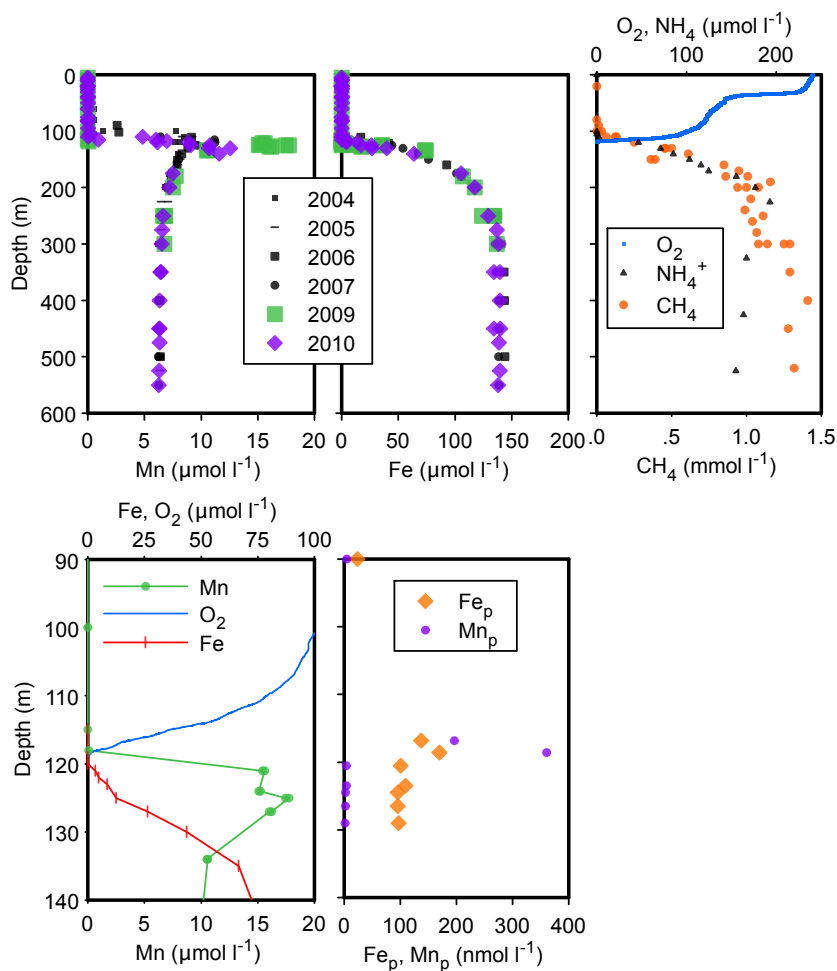 O2, NH4 (µmol l-1)
0 100 200
0
100
200
300
400
500
600
Depth (m)
2004
2005
2006
2007
2009
2010
0 5 10 15 20
Mn (µmol l-1)
0 50 100 150 200
Fe (µmol l-1)
O2
NH4+
CH4
.0 .5 1.0 1.5
CH4 (mmol l-1)
Fe, O2 (µmol l-1)
0 25 50 75 100
90
100
110
120
130
140
Depth (m)
Mn
O2
Fe
0 5 10 15 20
Mn (µmol l-1)
Fep
Mnp
0 100 200 300 400
Fep, Mnp (nmol l-1)